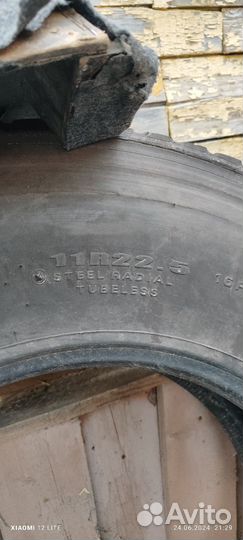 11R22.5
STEEL RADIAL
TUBELESS
XIAOMI 12 LITE
Avito
24.06.2024 21:29